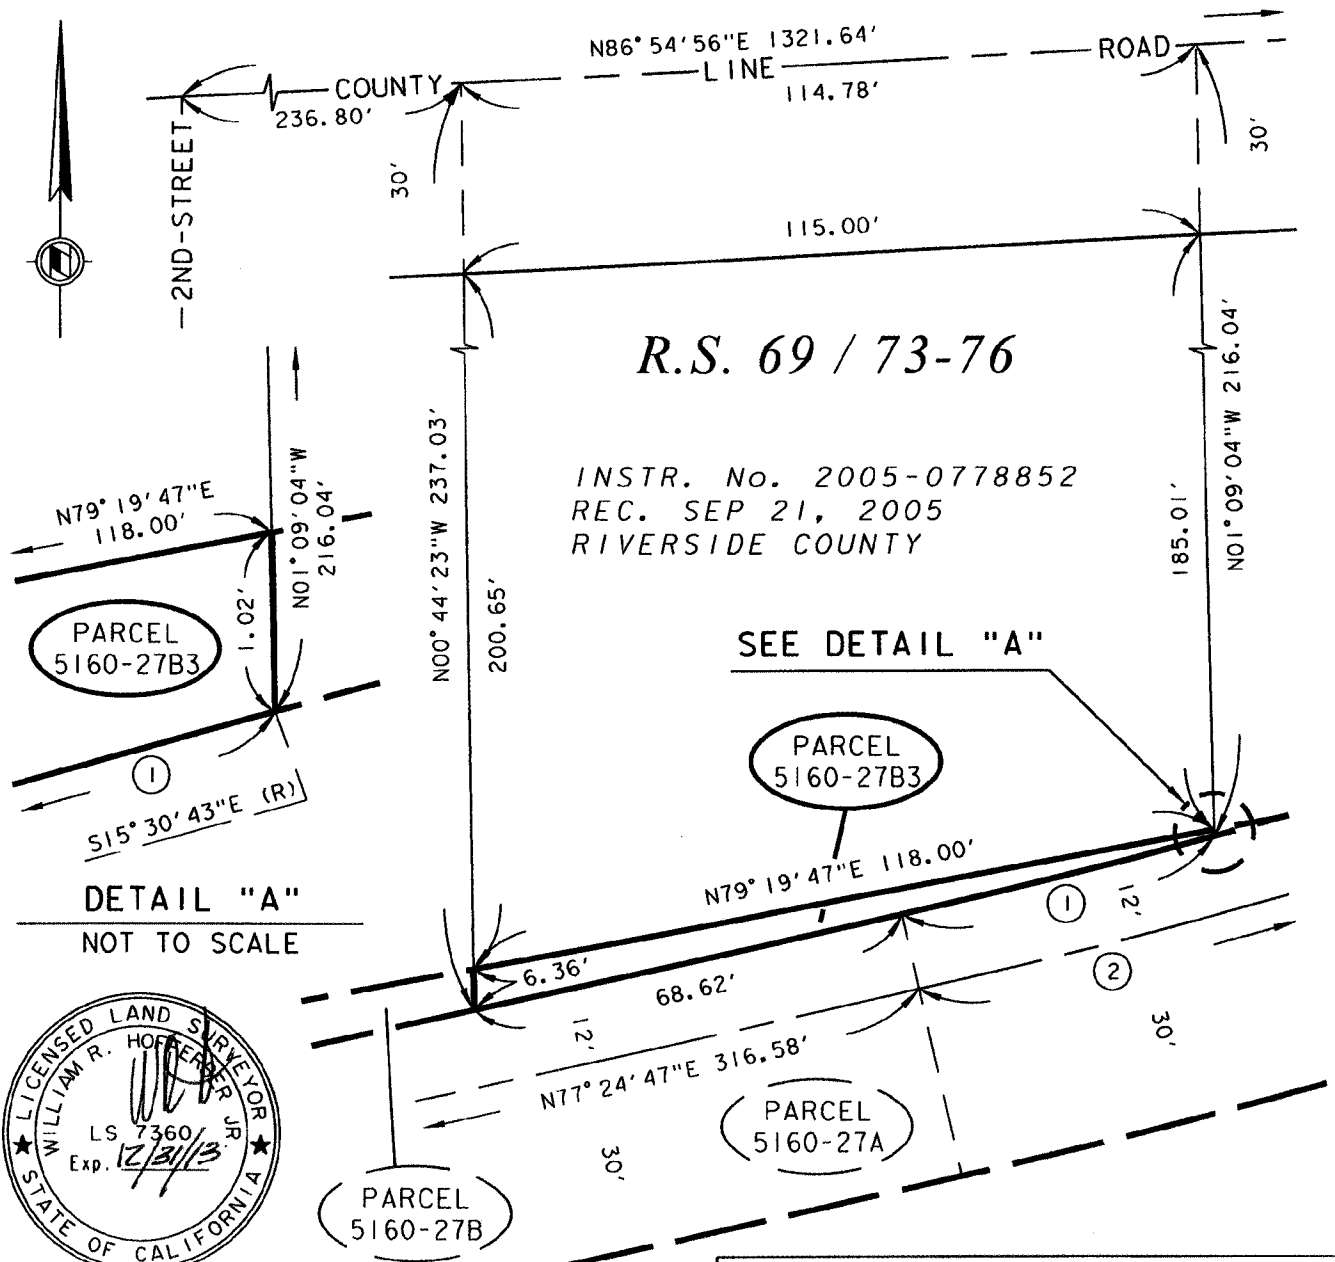 N86°54'56"E 1321.64'
COUNTY LINE ROAD
236.80'
114.78'
30'
30'
2ND-STREET
115.00'
R.S. 69 / 73-76
INSTR. No. 2005-0778852
REC. SEP 21, 2005
RIVERSIDE COUNTY
N00°44'23"W 237.03'
200.65'
185.01'
N01°09'04"W 216.04'
N79°19'47"E
118.00'
N01°09'04"W
216.04'
1.02'
PARCEL
5160-27B3
1
S15°30'43"E (R)
DETAIL "A"
NOT TO SCALE
SEE DETAIL "A"
PARCEL
5160-27B3
N79°19'47"E 118.00'
1
12'
2
6.36'
68.62'
12'
N77°24'47"E 316.58'
30'
30'
PARCEL
5160-27A
PARCEL
5160-27B
LICENSED LAND SURVEYOR
WILLIAM R. HOFFERBER JR.
LS 7360
Exp. 12/31/13
STATE OF CALIFORNIA